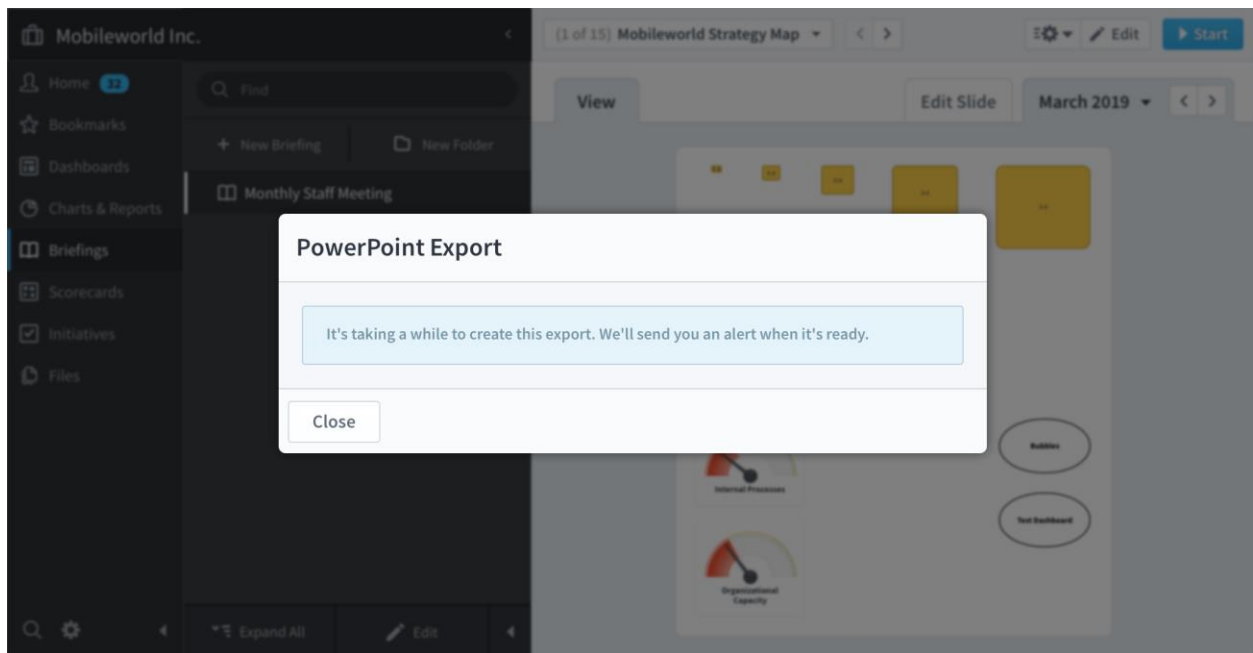 Mobileworld Inc.
Home 32
Bookmarks
Dashboards
Charts & Reports
Briefings
Scorecards
Initiatives
Files
Find
+ New Briefing
New Folder
Monthly Staff Meeting
Expand All
Edit
(1 of 15) Mobileworld Strategy Map
Edit
Start
View
Edit Slide
March 2019
PowerPoint Export
It's taking a while to create this export. We'll send you an alert when it's ready.
Close
Internal Processes
Organizational
Capacity
Bubbles
Test Dashboard